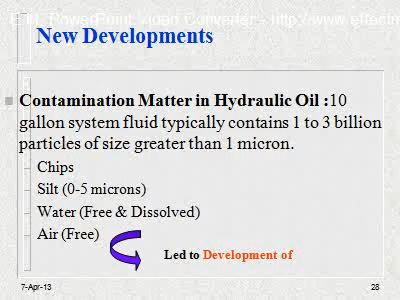 ETL PowerPoint Video Converter - http://www.effectm
New Developments
Contamination Matter in Hydraulic Oil :10
gallon system fluid typically contains 1 to 3 billion
particles of size greater than 1 micron.
Chips
Silt (0-5 microns)
Water (Free & Dissolved)
Air (Free)
Led to Development of
7-Apr-13
28